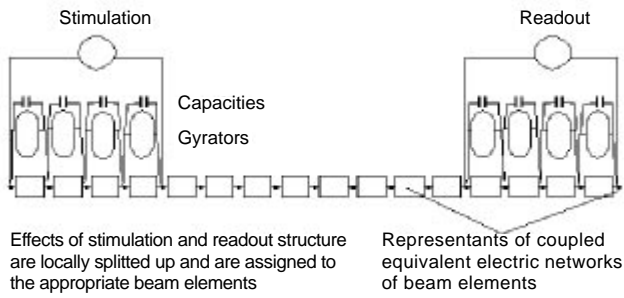 Stimulation
Readout
Capacities
Gyrators
Effects of stimulation and readout structure
are locally splitted up and are assigned to
the appropriate beam elements
Representants of coupled
equivalent electric networks
of beam elements